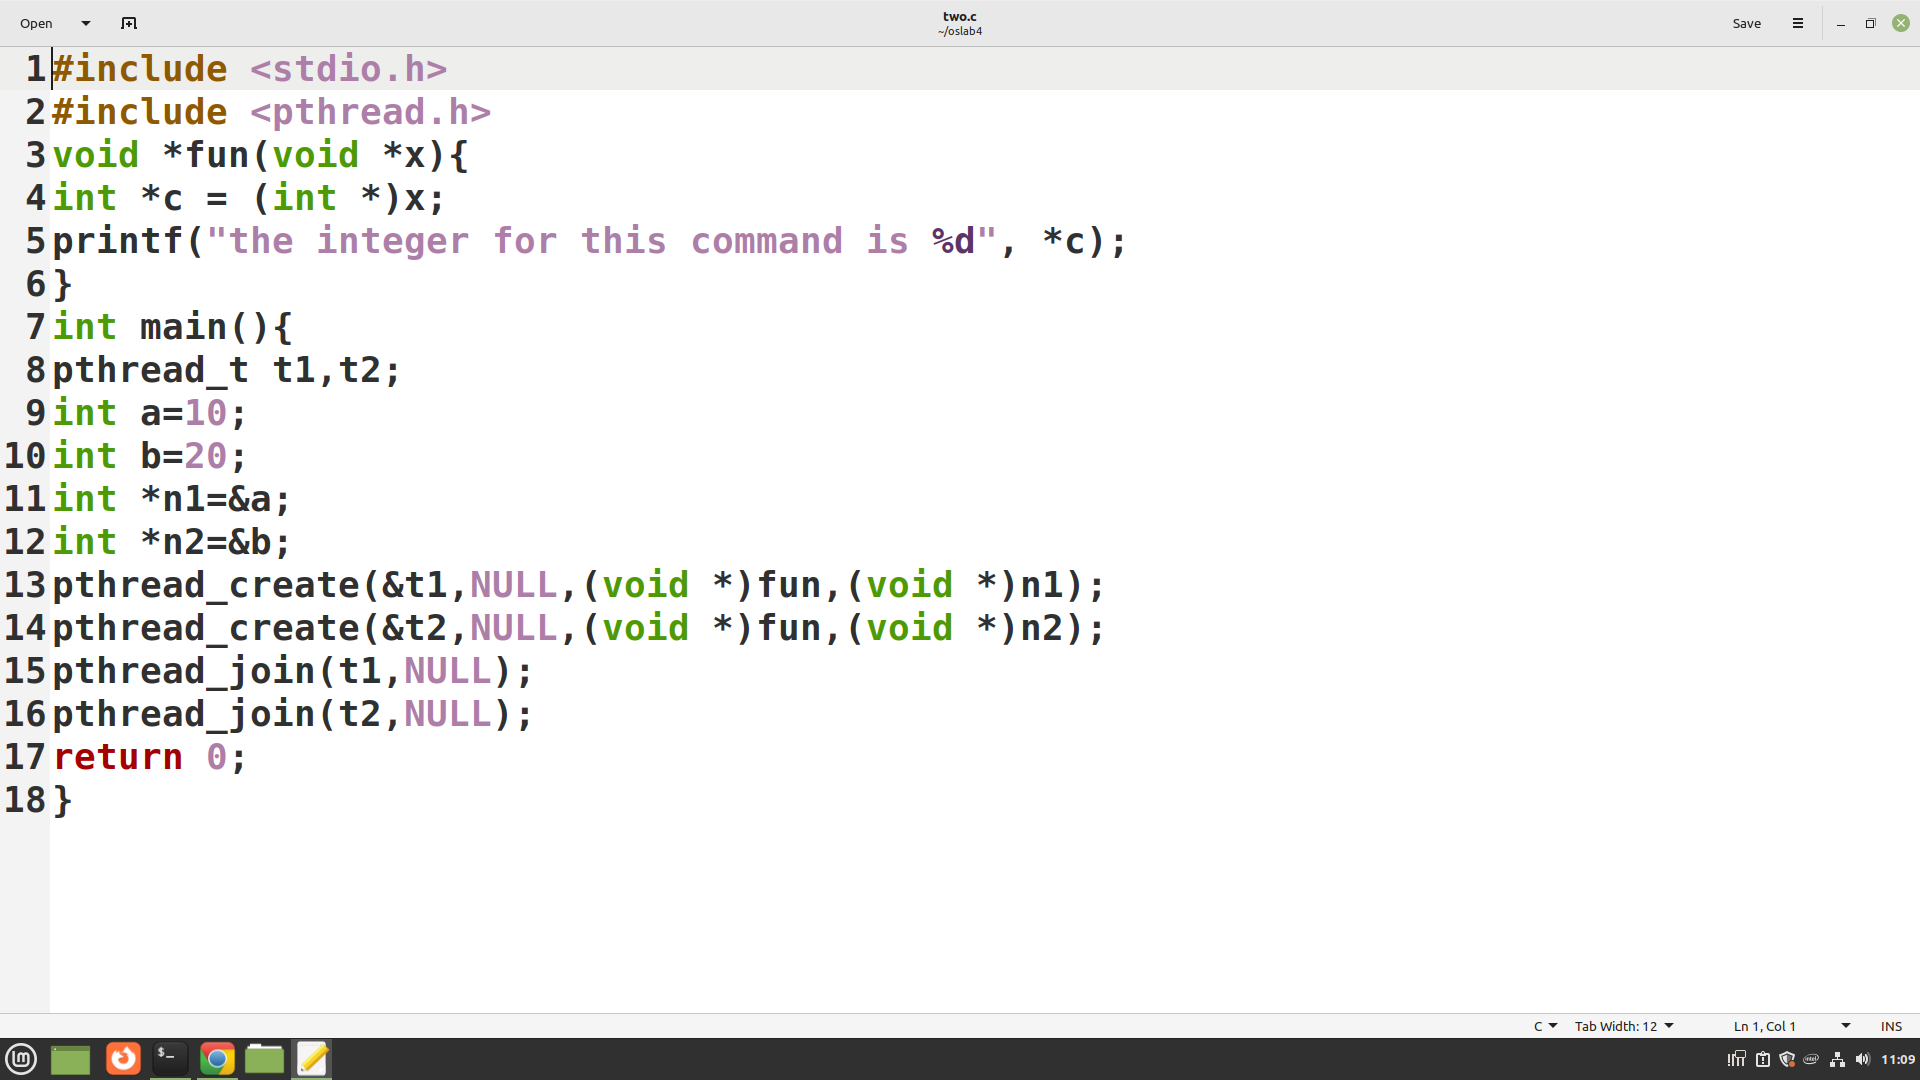 Open
two.c
~/oslab4
Save
1 #include <stdio.h>
2 #include <pthread.h>
3 void *fun(void *x){
4 int *c = (int *)x;
5 printf("the integer for this command is %d", *c);
6 }
7 int main(){
8 pthread_t t1,t2;
9 int a=10;
10 int b=20;
11 int *n1=&a;
12 int *n2=&b;
13 pthread_create(&t1,NULL,(void *)fun,(void *)n1);
14 pthread_create(&t2,NULL,(void *)fun,(void *)n2);
15 pthread_join(t1,NULL);
16 pthread_join(t2,NULL);
17 return 0;
18 }
C Tab Width: 12 Ln 1, Col 1 INS
11:09